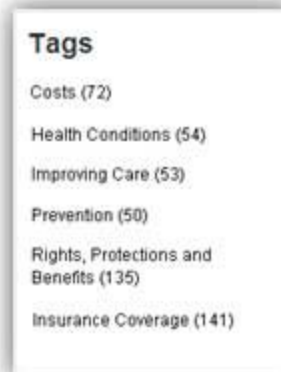 Tags
Costs (72)
Health Conditions (54)
Improving Care (53)
Prevention (50)
Rights, Protections and
Benefits (135)
Insurance Coverage (141)